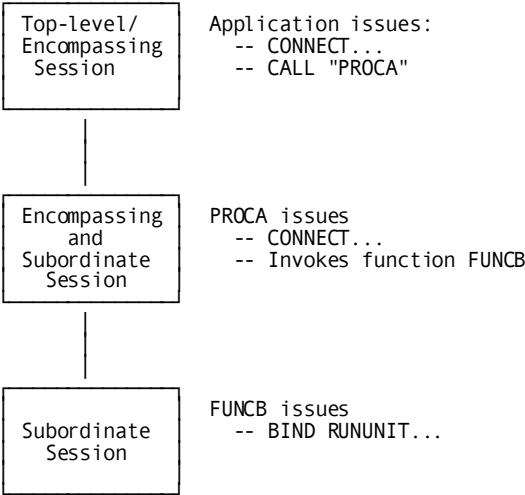 Top-level/
Encompassing
Session
Application issues:
-- CONNECT...
-- CALL "PROCA"
Encompassing
and
Subordinate
Session
PROCA issues
-- CONNECT...
-- Invokes function FUNCB
Subordinate
Session
FUNCB issues
-- BIND RUNUNIT...